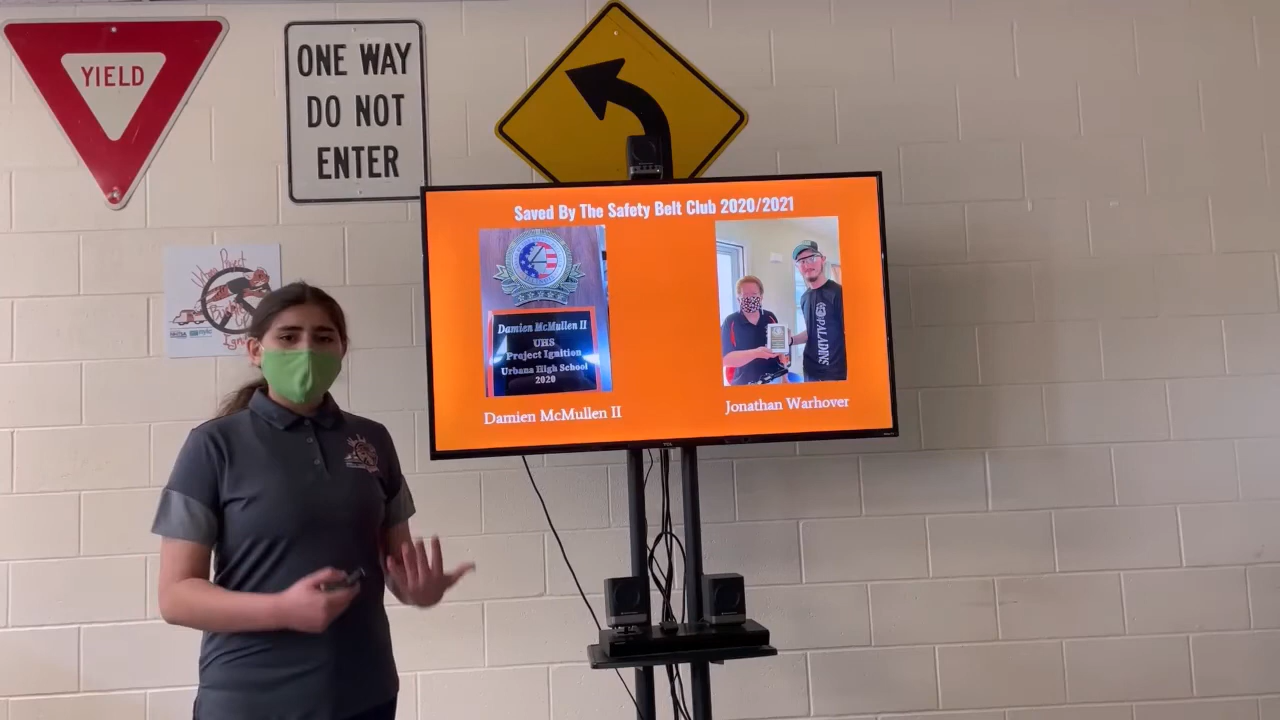 YIELD
ONE WAY
DO NOT
ENTER
Saved By The Safety Belt Club 2020/2021
Damien McMullen II
UHS
Project Ignition
Urbana High School
2020
PALADINS
Damien McMullen II
Jonathan Warhover